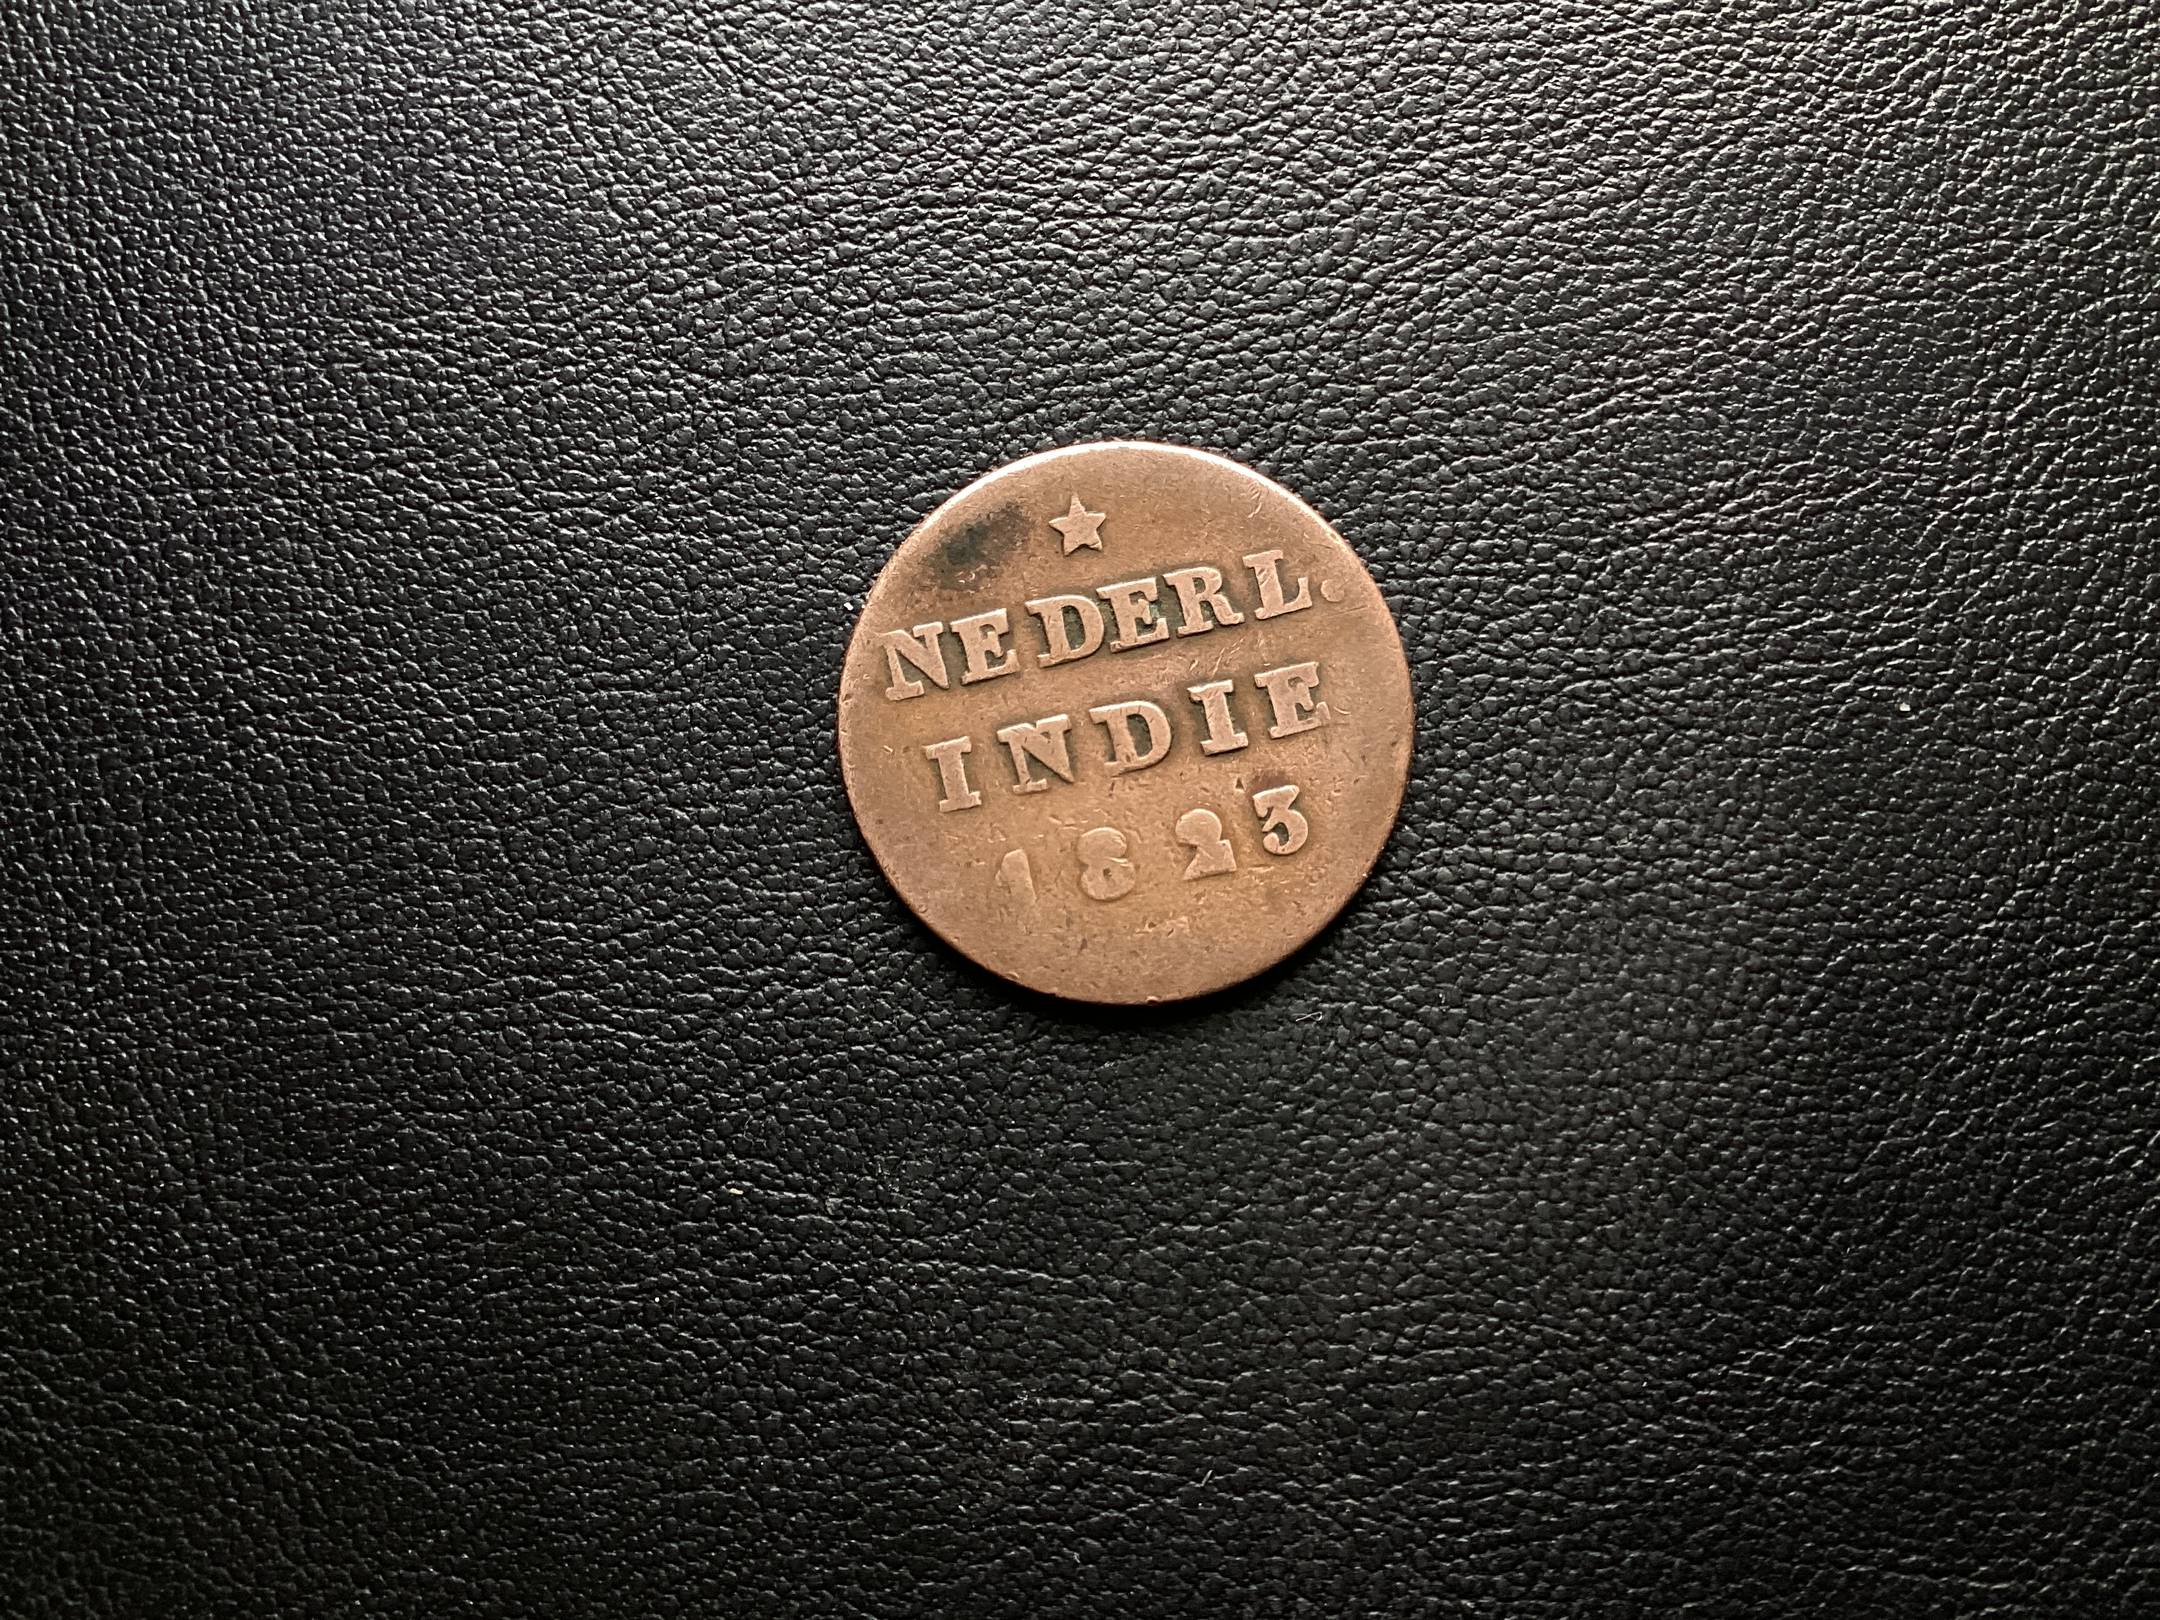 NEDERL.
INDIE
1823